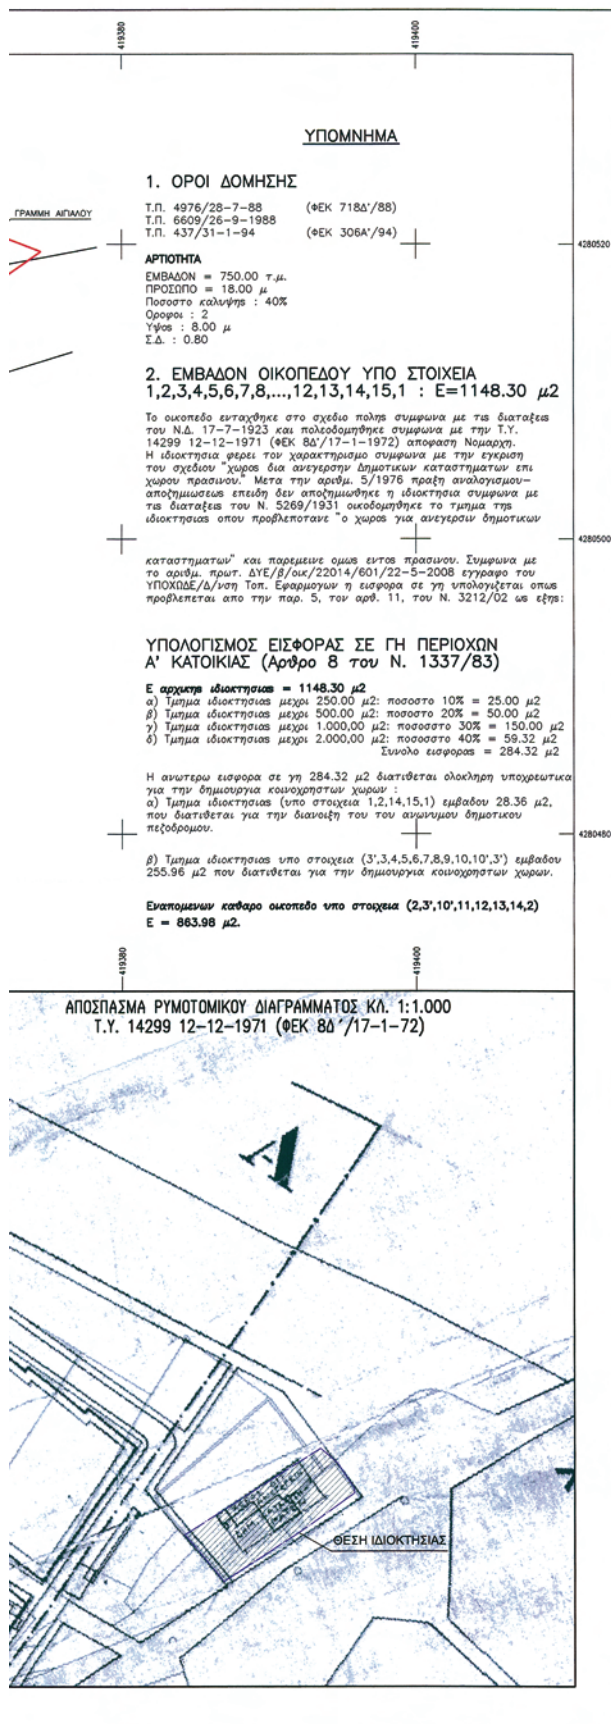 419380
419400
ΥΠΟΜΝΗΜΑ
1. ΟΡΟΙ ΔΟΜΗΣΗΣ
ΓΡΑΜΜΗ ΑΙΓΙΑΛΟΥ
Τ.Π. 4976/28-7-88 (ΦΕΚ 718Δ'/88)
Τ.Π. 6609/26-9-1988
Τ.Π. 437/31-1-94 (ΦΕΚ 306Α'/94)
4280520
ΑΡΤΙΟΤΗΤΑ
ΕΜΒΑΔΟΝ = 750.00 τ.μ.
ΠΡΟΣΩΠΟ = 18.00 μ
Ποσοστο καλυψης : 40%
Οροφοι : 2
Υψος : 8.00 μ
Σ.Δ. : 0.80
2. ΕΜΒΑΔΟΝ ΟΙΚΟΠΕΔΟΥ ΥΠΟ ΣΤΟΙΧΕΙΑ
1,2,3,4,5,6,7,8,...,12,13,14,15,1 : Ε=1148.30 μ2
Το οικοπεδο ενταχθηκε στο σχεδιο πολης συμφωνα με τις διαταξεις
του Ν.Δ. 17-7-1923 και πολεοδομηθηκε συμφωνα με την Τ.Υ.
14299 12-12-1971 (ΦΕΚ 8Δ'/17-1-1972) αποφαση Νομαρχη.
Η ιδιοκτησια φερει τον χαρακτηρισμο συμφωνα με την εγκριση
του σχεδιου "χωρος δια ανεγερσην Δημοτικων καταστηματων επι
χωρου πρασινου." Μετα την αριθμ. 5/1976 πραξη αναλογισμου-
αποζημιωσεως επειδη δεν αποζημιωθηκε η ιδιοκτησια συμφωνα με
τις διαταξεις του Ν. 5269/1931 οικοδομηθηκε το τμημα της
ιδιοκτησιας οπου προβλεποτανε "ο χωρος για ανεγερσιν δημοτικων
4280500
καταστηματων" και παρεμεινε ομως εντος πρασινου. Συμφωνα με
το αριθμ. πρωτ. ΔΥΕ/β/οικ/22014/601/22-5-2008 εγγραφο του
ΥΠΟΧΩΔΕ/Δ/νση Τοπ. Εφαρμογων η εισφορα σε γη υπολογιζεται οπως
προβλεπεται απο την παρ. 5, τον αρθ. 11, του Ν. 3212/02 ως εξης:
ΥΠΟΛΟΓΙΣΜΟΣ ΕΙΣΦΟΡΑΣ ΣΕ ΓΗ ΠΕΡΙΟΧΩΝ
Α' ΚΑΤΟΙΚΙΑΣ (Αρθρο 8 του Ν. 1337/83)
Ε αρχικης ιδιοκτησιας = 1148.30 μ2
α) Τμημα ιδιοκτησιας μεχρι 250.00 μ2: ποσοστο 10% = 25.00 μ2
β) Τμημα ιδιοκτησιας μεχρι 500.00 μ2: ποσοστο 20% = 50.00 μ2
γ) Τμημα ιδιοκτησιας μεχρι 1.000,00 μ2: ποσοσστο 30% = 150.00 μ2
δ) Τμημα ιδιοκτησιας μεχρι 2.000,00 μ2: ποσοσστο 40% = 59.32 μ2
Συνολο εισφορας = 284.32 μ2
Η ανωτερω εισφορα σε γη 284.32 μ2 διατιθεται ολοκληρη υποχρεωτικα
για την δημιουργια κοινοχρηστων χωρων :
α) Τμημα ιδιοκτησιας (υπο στοιχεια 1,2,14,15,1) εμβαδου 28.36 μ2,
που διατιθεται για την διανοιξη του του ανωνυμου δημοτικου
πεζοδρομου.
4280480
β) Τμημα ιδιοκτησιας υπο στοιχεια (3',3,4,5,6,7,8,9,10,10',3') εμβαδου
255.96 μ2 που διατιθεται για την δημιουργια κοινοχρηστων χωρων.
Εναπομενων καθαρο οικοπεδο υπο στοιχεια (2,3',10',11,12,13,14,2)
Ε = 863.98 μ2.
419380
419400
ΑΠΟΣΠΑΣΜΑ ΡΥΜΟΤΟΜΙΚΟΥ ΔΙΑΓΡΑΜΜΑΤΟΣ ΚΛ. 1:1.000
Τ.Υ. 14299 12-12-1971 (ΦΕΚ 8Δ'/17-1-72)
Α
ΘΕΣΗ ΙΔΙΟΚΤΗΣΙΑΣ